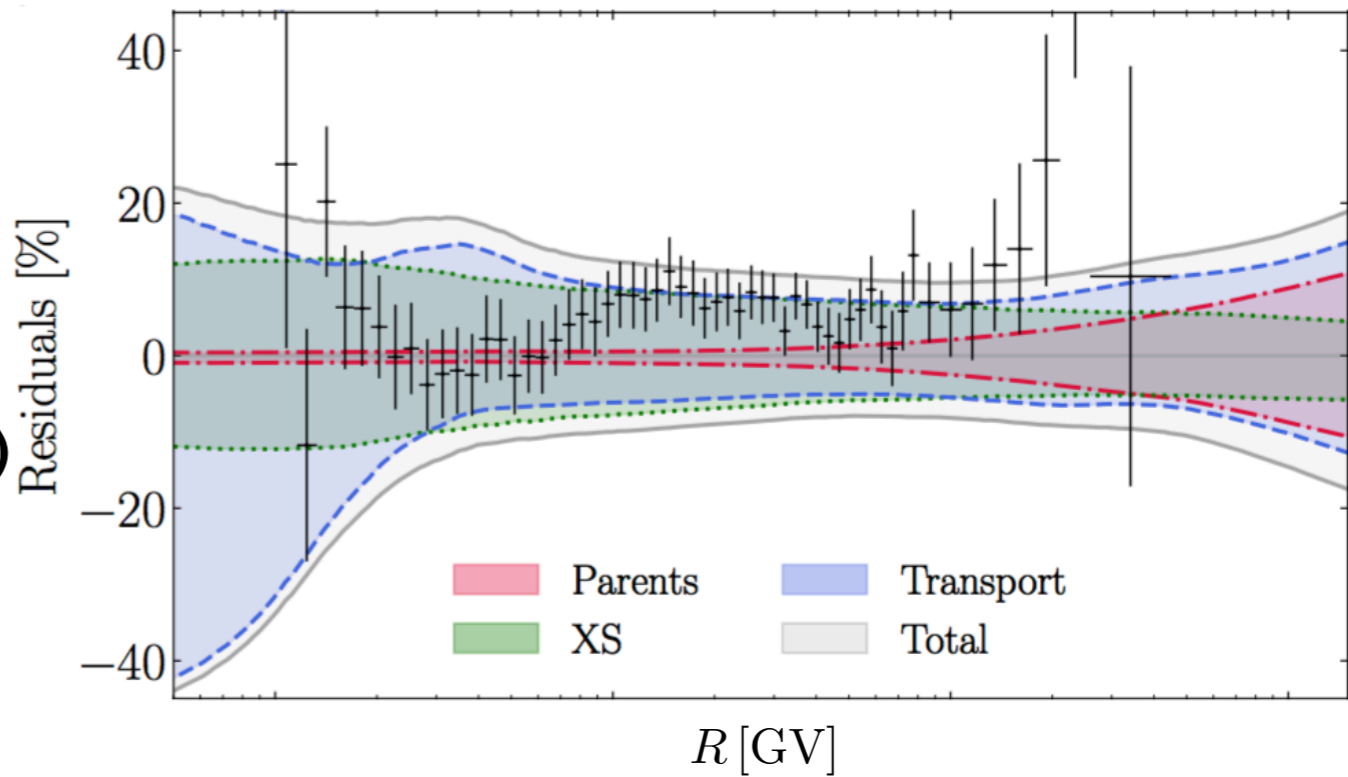 40
20
0
−20
−40
Residuals [%]
Parents
Transport
XS
Total
R [GV]
)